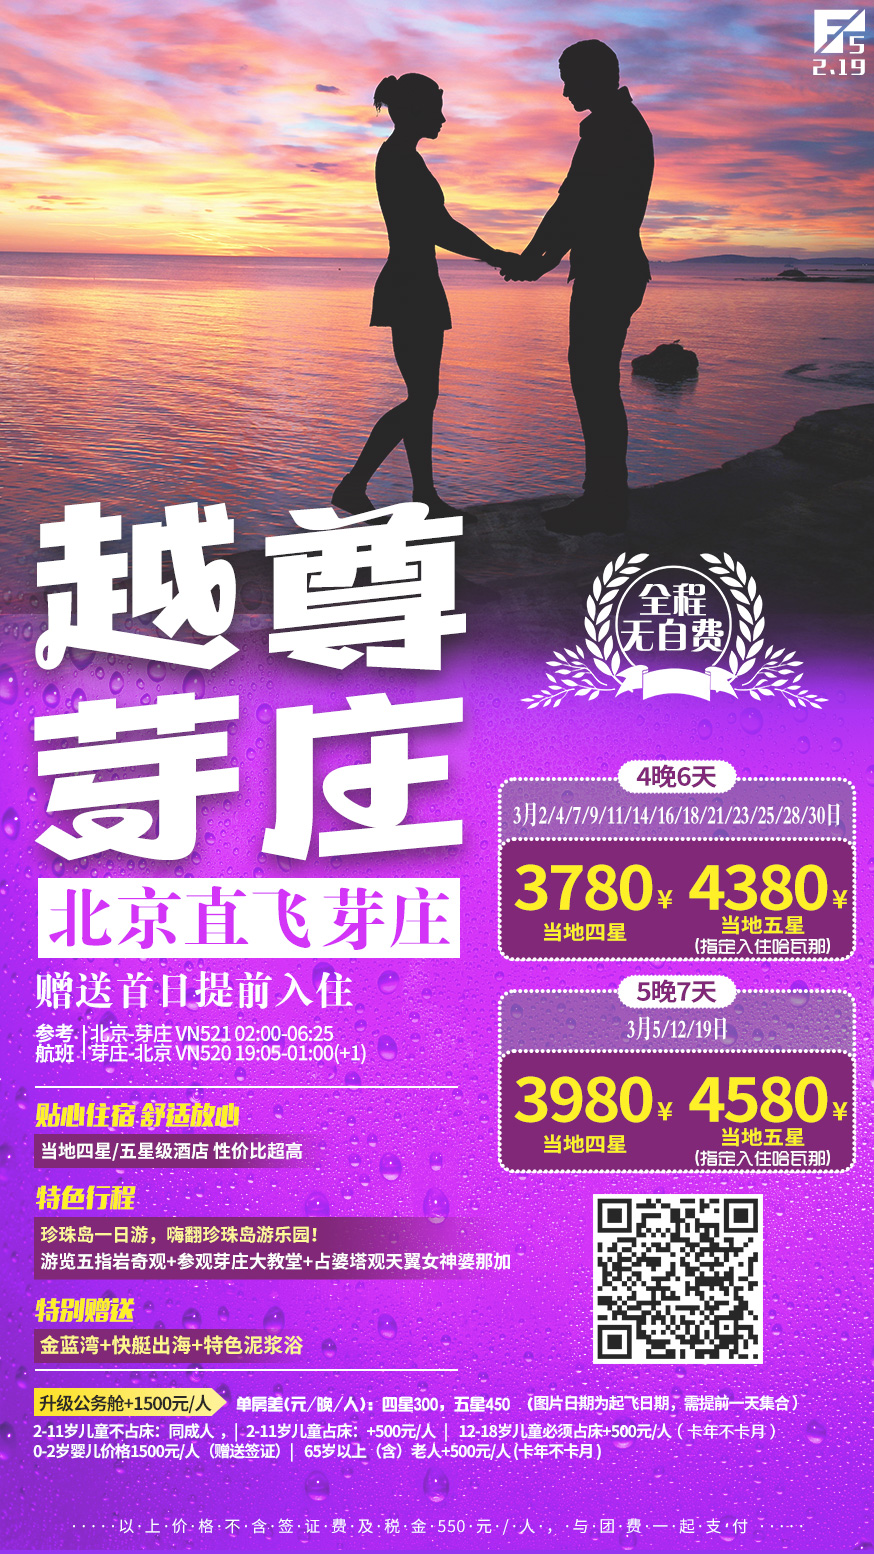 F5
2.19
越尊
芽庄
全程
无自费
北京直飞芽庄
赠送首日提前入住
参考 | 北京-芽庄 VN521 02:00-06:25
航班 | 芽庄-北京 VN520 19:05-01:00(+1)
4晚6天
3月2/4/7/9/11/14/16/18/21/23/25/28/30日
3780¥ 4380¥
当地四星 当地五星
(指定入住哈瓦那)
5晚7天
3月5/12/19日
3980¥ 4580¥
当地四星 当地五星
(指定入住哈瓦那)
贴心住宿 舒适放心
当地四星/五星级酒店 性价比超高
特色行程
珍珠岛一日游，嗨翻珍珠岛游乐园！
游览五指岩奇观+参观芽庄大教堂+占婆塔观天翼女神婆那加
特别赠送
金蓝湾+快艇出海+特色泥浆浴
升级公务舱+1500元/人 单房差(元/晚/人)：四星300，五星450 (图片日期为起飞日期，需提前一天集合)
2-11岁儿童不占床：同成人，| 2-11岁儿童占床：+500元/人 | 12-18岁儿童必须占床+500元/人（卡年不卡月）
0-2岁婴儿价格1500元/人（赠送签证）| 65岁以上（含）老人+500元/人(卡年不卡月)
·····以·上·价·格·不·含·签·证·费·及·税·金·550·元·/·人·，·与·团·费·一·起·支·付·····